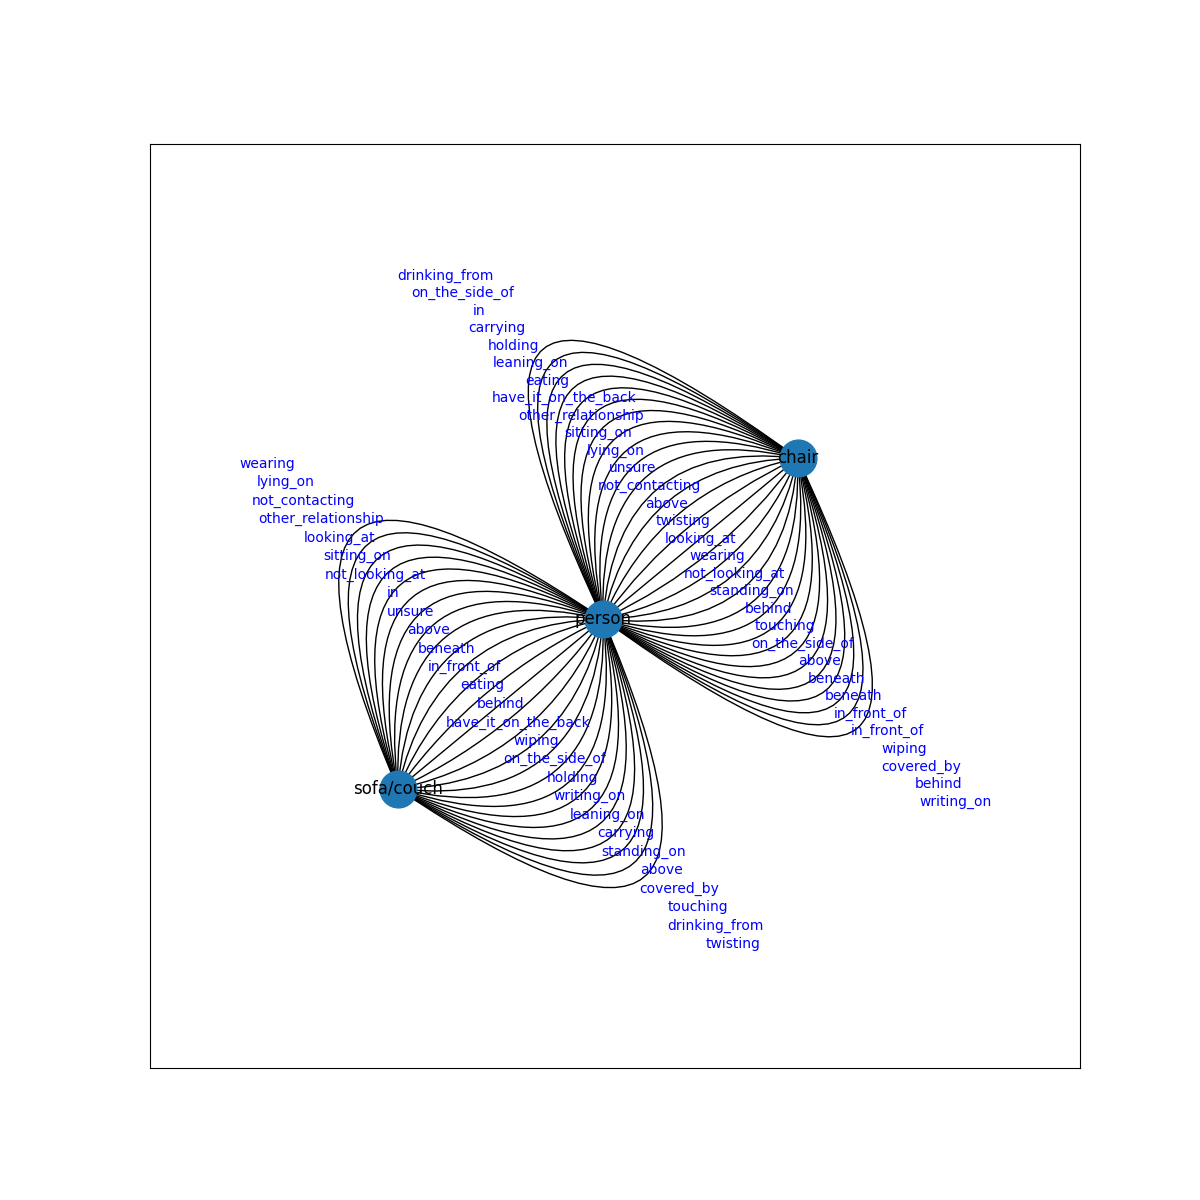 drinking_from
on_the_side_of
in
carrying
holding
leaning_on
eating
have_it_on_the_back
other_relationship
sitting_on
lying_on
unsure
not_contacting
above
twisting
looking_at
wearing
not_looking_at
standing_on
behind
touching
on_the_side_of
above
beneath
beneath
in_front_of
in_front_of
wiping
covered_by
behind
writing_on
chair
person
sofa/couch
wearing
lying_on
not_contacting
other_relationship
looking_at
sitting_on
not_looking_at
in
unsure
above
beneath
in_front_of
eating
behind
have_it_on_the_back
wiping
on_the_side_of
holding
writing_on
leaning_on
carrying
standing_on
above
covered_by
touching
drinking_from
twisting